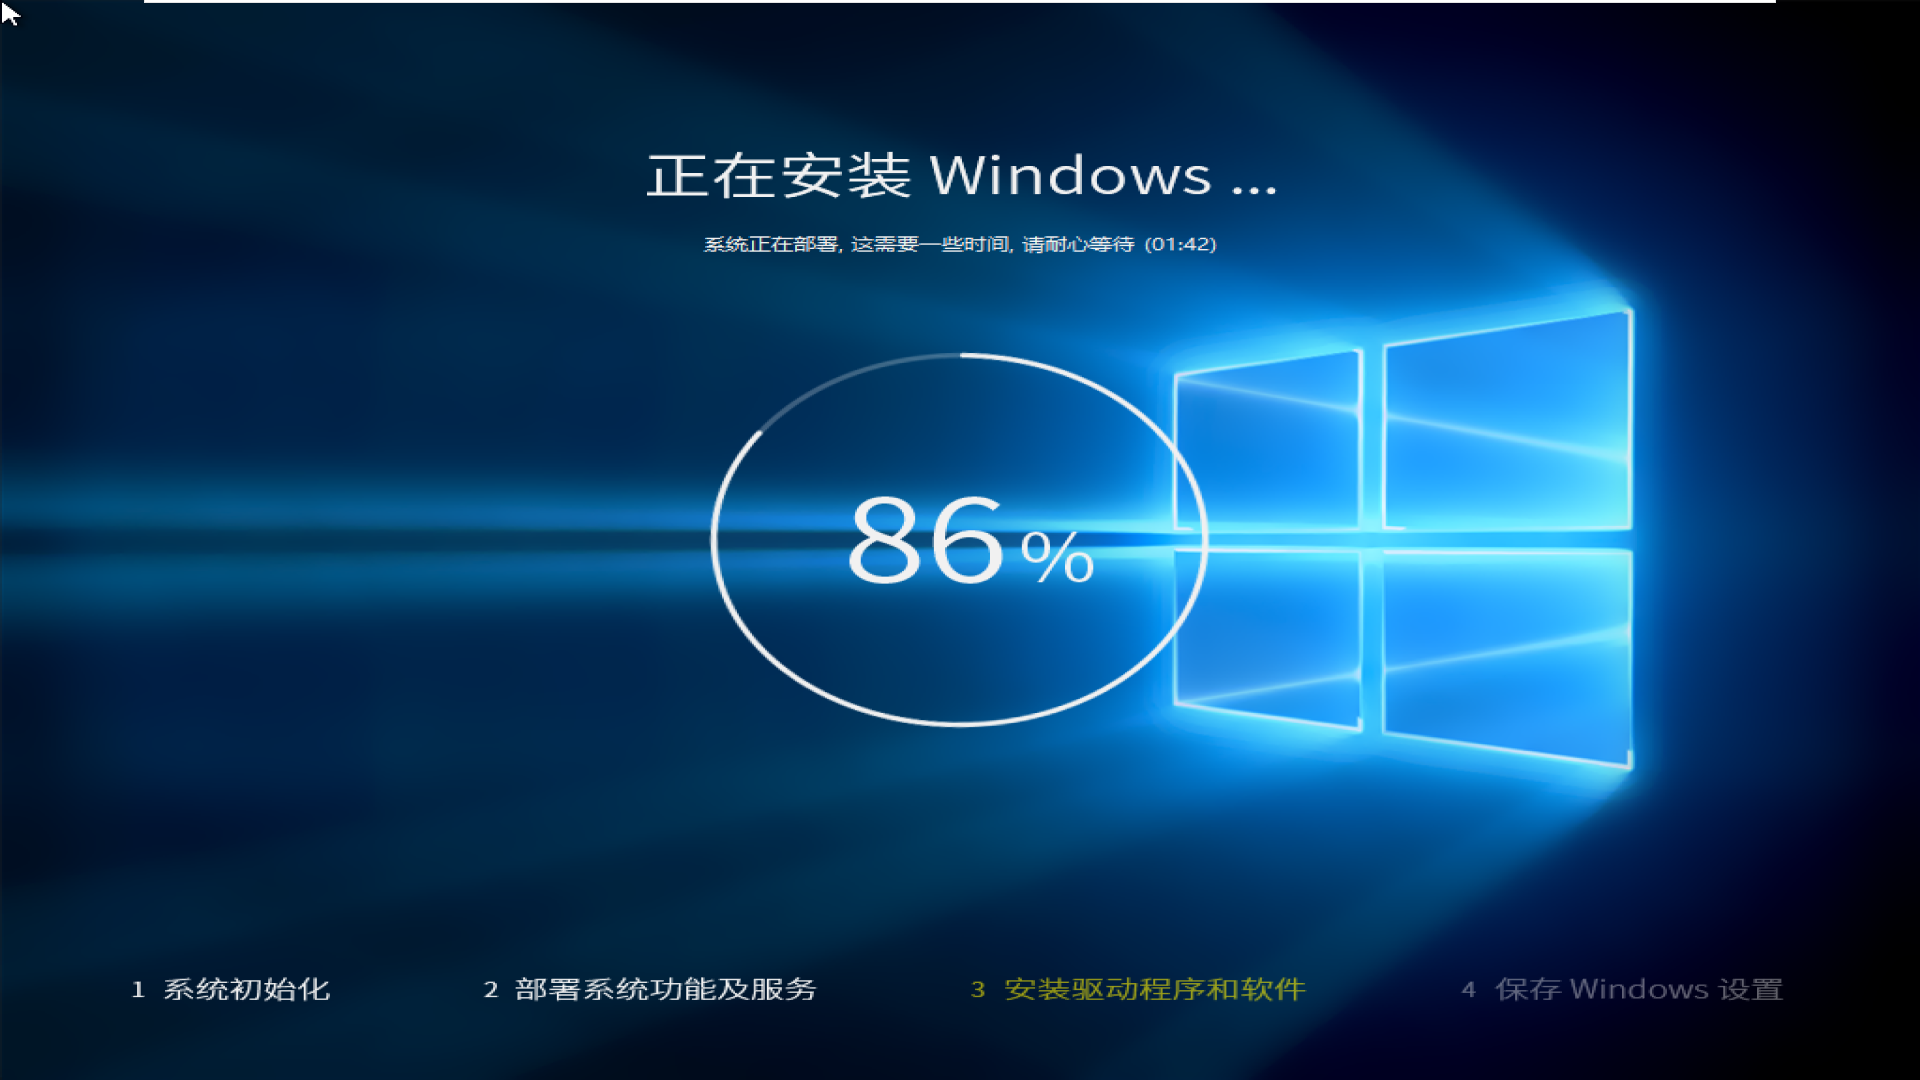 正在安装 Windows ...
系统正在部署, 这需要一些时间, 请耐心等待 (01:42)
86%
1 系统初始化
2 部署系统功能及服务
3 安装驱动程序和软件
4 保存 Windows 设置